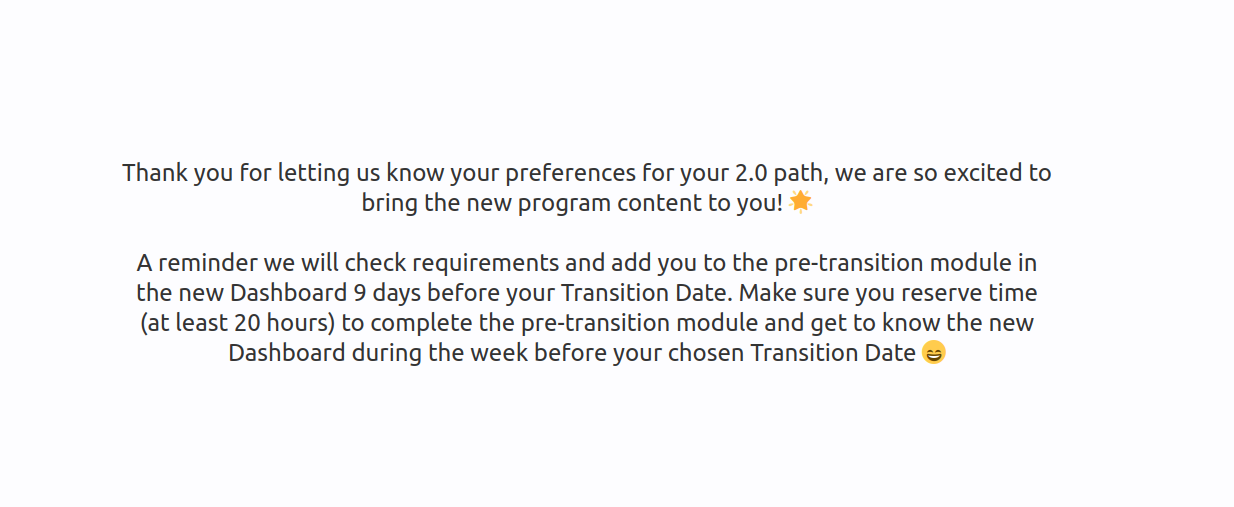 Thank you for letting us know your preferences for your 2.0 path, we are so excited to
bring the new program content to you! 🌟
A reminder we will check requirements and add you to the pre-transition module in
the new Dashboard 9 days before your Transition Date. Make sure you reserve time
(at least 20 hours) to complete the pre-transition module and get to know the new
Dashboard during the week before your chosen Transition Date 😄